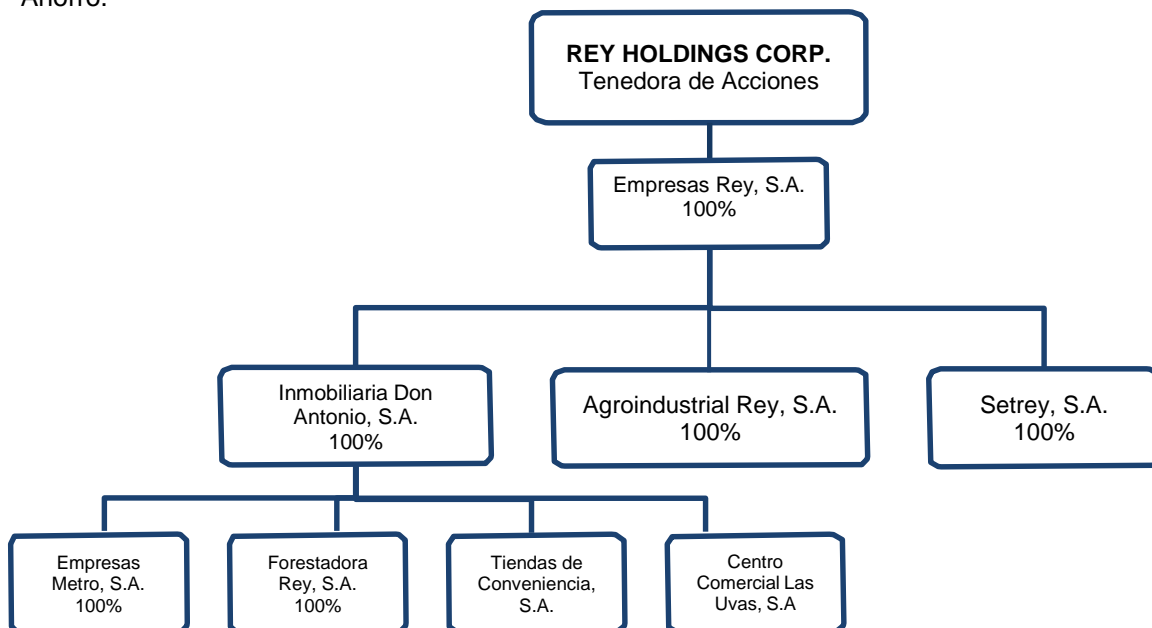 Ahorro.
REY HOLDINGS CORP.
Tenedora de Acciones
Empresas Rey, S.A.
100%
Inmobiliaria Don
Antonio, S.A.
100%
Agroindustrial Rey, S.A.
100%
Setrey, S.A.
100%
Empresas
Metro, S.A.
100%
Forestadora
Rey, S.A.
100%
Tiendas de
Conveniencia,
S.A.
Centro
Comercial Las
Uvas, S.A